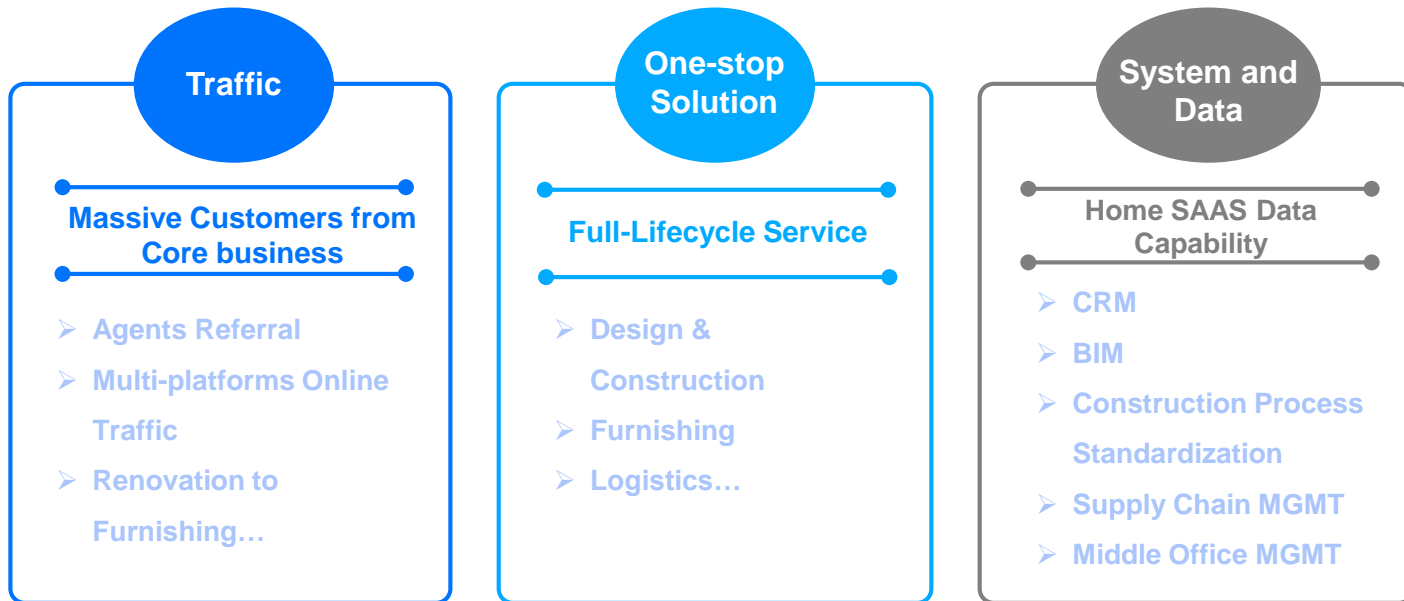 Traffic
Massive Customers from
Core business
➢ Agents Referral
➢ Multi-platforms Online
Traffic
➢ Renovation to
Furnishing…
One-stop
Solution
Full-Lifecycle Service
➢ Design &
Construction
➢ Furnishing
➢ Logistics…
System and
Data
Home SAAS Data
Capability
➢ CRM
➢ BIM
➢ Construction Process
Standardization
➢ Supply Chain MGMT
➢ Middle Office MGMT